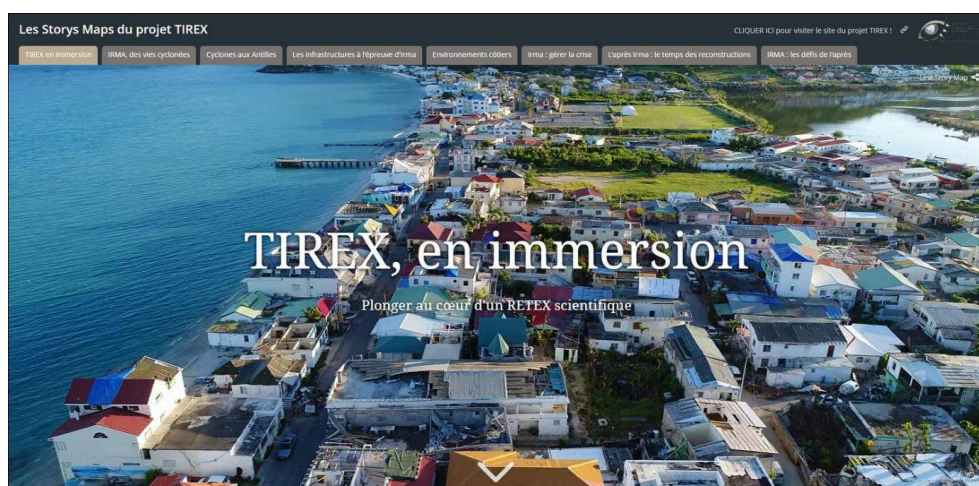 Les Storys Maps du projet TIREX
CLIQUER ICI pour visiter le site du projet TIREX !
TIREX en immersion
IRMA, des vies cyclonées
Cyclones aux Antilles
Les infrastructures à l'épreuve d'Irma
Environnements côtiers
Irma : gérer la crise
L'après Irma : le temps des reconstructions
IRMA : les défis de l'après
Une Story Map
TIREX, en immersion
Plonger au cœur d'un RETEX scientifique